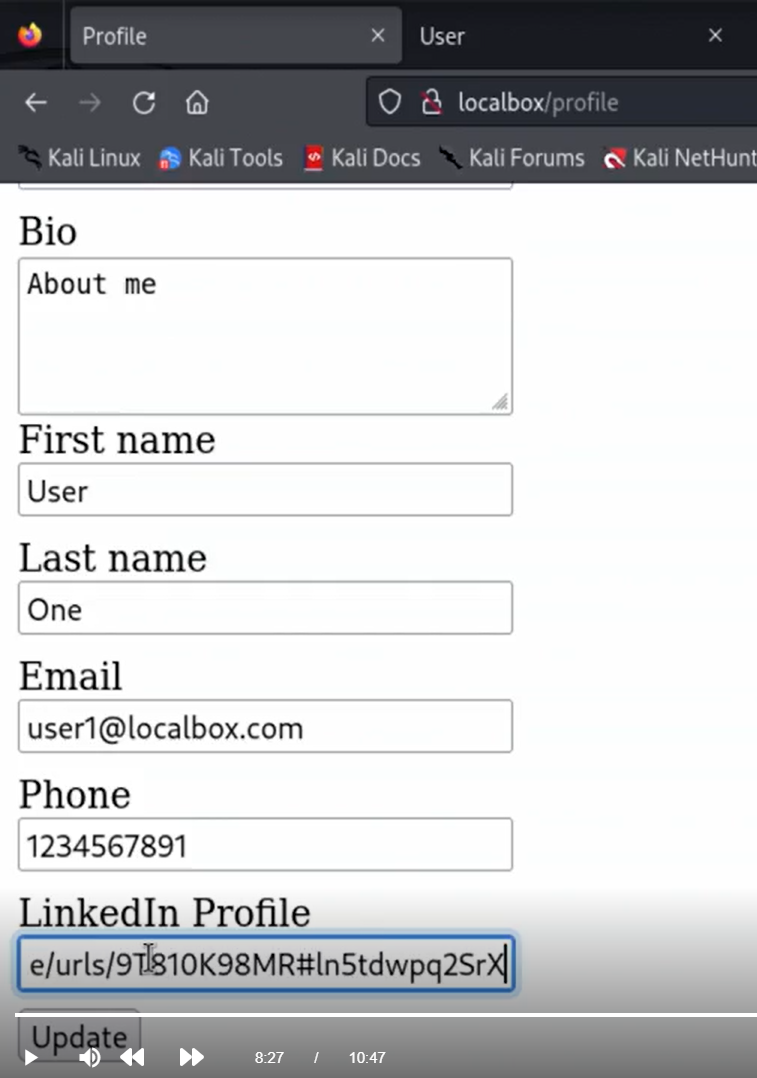 Profile
User
localbox/profile
Kali Linux
Kali Tools
Kali Docs
Kali Forums
Kali NetHunt
Bio
About me
First name
User
Last name
One
Email
user1@localbox.com
Phone
1234567891
LinkedIn Profile
e/urls/9T810K98MR#ln5tdwpq2SrX
Update
8:27 / 10:47